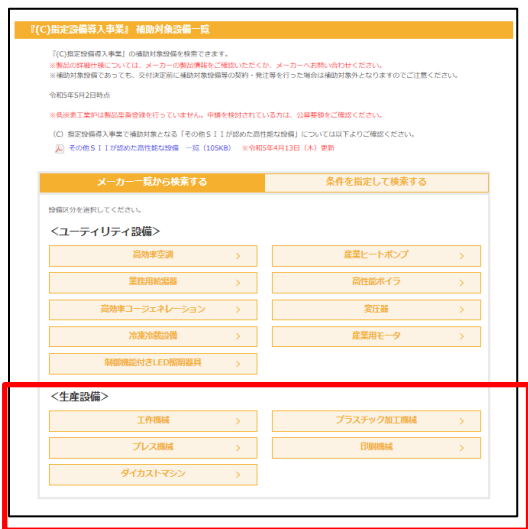 『(C)指定設備導入事業』 補助対象設備一覧
『(C)指定設備導入事業』の補助対象設備を検索できます。
※製品の詳細仕様については、メーカーの製品情報をご確認いただくか、メーカーへお問い合わせください。
※補助対象設備であっても、交付決定前に補助対象設備等の契約・発注等を行った場合は補助対象外となりますのでご注意ください。
令和5年5月2日時点
※低炭素工業炉は製品型番登録を行っていません。申請を検討されている方は、公募要領をご確認ください。
（C）指定設備導入事業で補助対象となる「その他ＳＩＩが認めた高性能な設備」については以下よりご確認ください。
その他ＳＩＩが認めた高性能な設備　一覧（105KB）　※令和5年4月13日（木）更新
メーカー一覧から検索する
条件を指定して検索する
設備区分を選択してください。
＜ユーティリティ設備＞
高効率空調 >
産業ヒートポンプ >
業務用給湯器 >
高性能ボイラ >
高効率コージェネレーション >
変圧器 >
冷凍冷蔵設備 >
産業用モータ >
制御機能付きLED照明器具 >
＜生産設備＞
工作機械 >
プラスチック加工機械 >
プレス機械 >
印刷機械 >
ダイカストマシン >